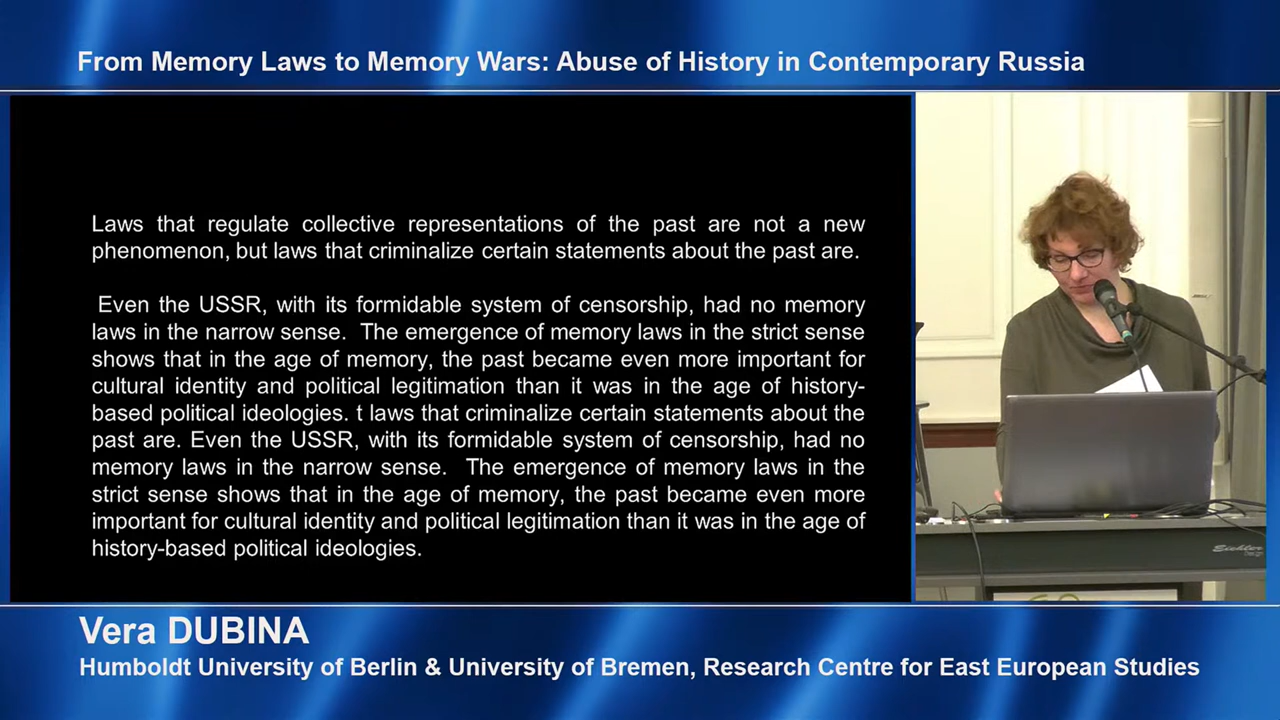 From Memory Laws to Memory Wars: Abuse of History in Contemporary Russia
Laws that regulate collective representations of the past are not a new
phenomenon, but laws that criminalize certain statements about the past are.
Even the USSR, with its formidable system of censorship, had no memory
laws in the narrow sense. The emergence of memory laws in the strict sense
shows that in the age of memory, the past became even more important for
cultural identity and political legitimation than it was in the age of history-
based political ideologies. t laws that criminalize certain statements about the
past are. Even the USSR, with its formidable system of censorship, had no
memory laws in the narrow sense. The emergence of memory laws in the
strict sense shows that in the age of memory, the past became even more
important for cultural identity and political legitimation than it was in the age of
history-based political ideologies.
Vera DUBINA
Humboldt University of Berlin & University of Bremen, Research Centre for East European Studies